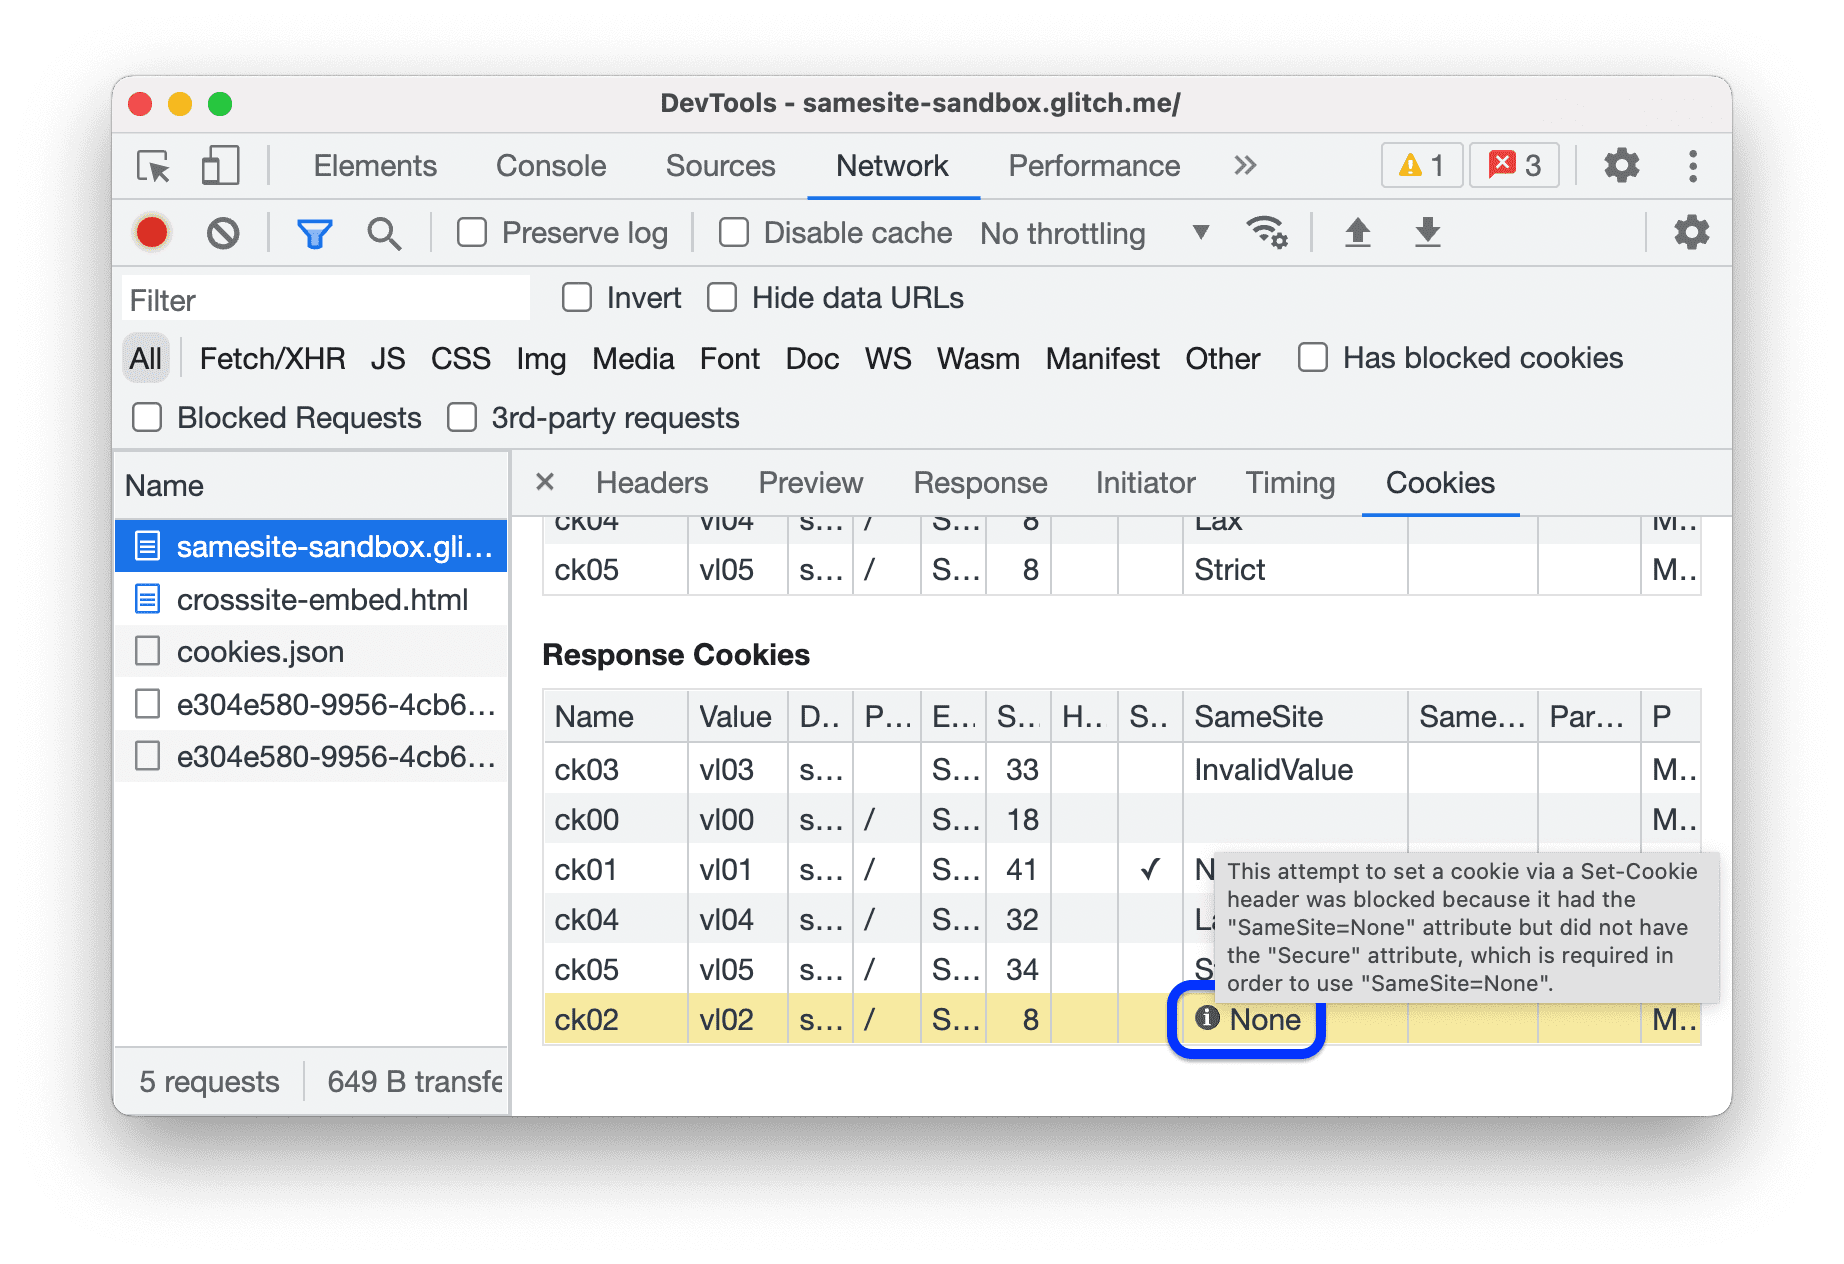 DevTools - samesite-sandbox.glitch.me/
Elements Console Sources Network Performance 1 3
Preserve log Disable cache No throttling
Filter Invert Hide data URLs
All Fetch/XHR JS CSS Img Media Font Doc WS Wasm Manifest Other Has blocked cookies
Blocked Requests 3rd-party requests
Name
samesite-sandbox.gli...
crosssite-embed.html
cookies.json
e304e580-9956-4cb6...
e304e580-9956-4cb6...
5 requests 649 B transfe
Headers Preview Response Initiator Timing Cookies
ck04 vl04 s... / S... 8 Lax M..
ck05 vl05 s... / S... 8 Strict M..
Response Cookies
Name Value D.. P... E... S... H.. S.. SameSite Same... Par... P
ck03 vl03 s... S... 33 InvalidValue M..
ck00 vl00 s... / S... 18 M..
ck01 vl01 s... / S... 41 ✓ N
ck04 vl04 s... / S... 32 La
ck05 vl05 s... / S... 34 S
ck02 vl02 s... / S... 8 None M..
This attempt to set a cookie via a Set-Cookie
header was blocked because it had the
"SameSite=None" attribute but did not have
the "Secure" attribute, which is required in
order to use "SameSite=None".